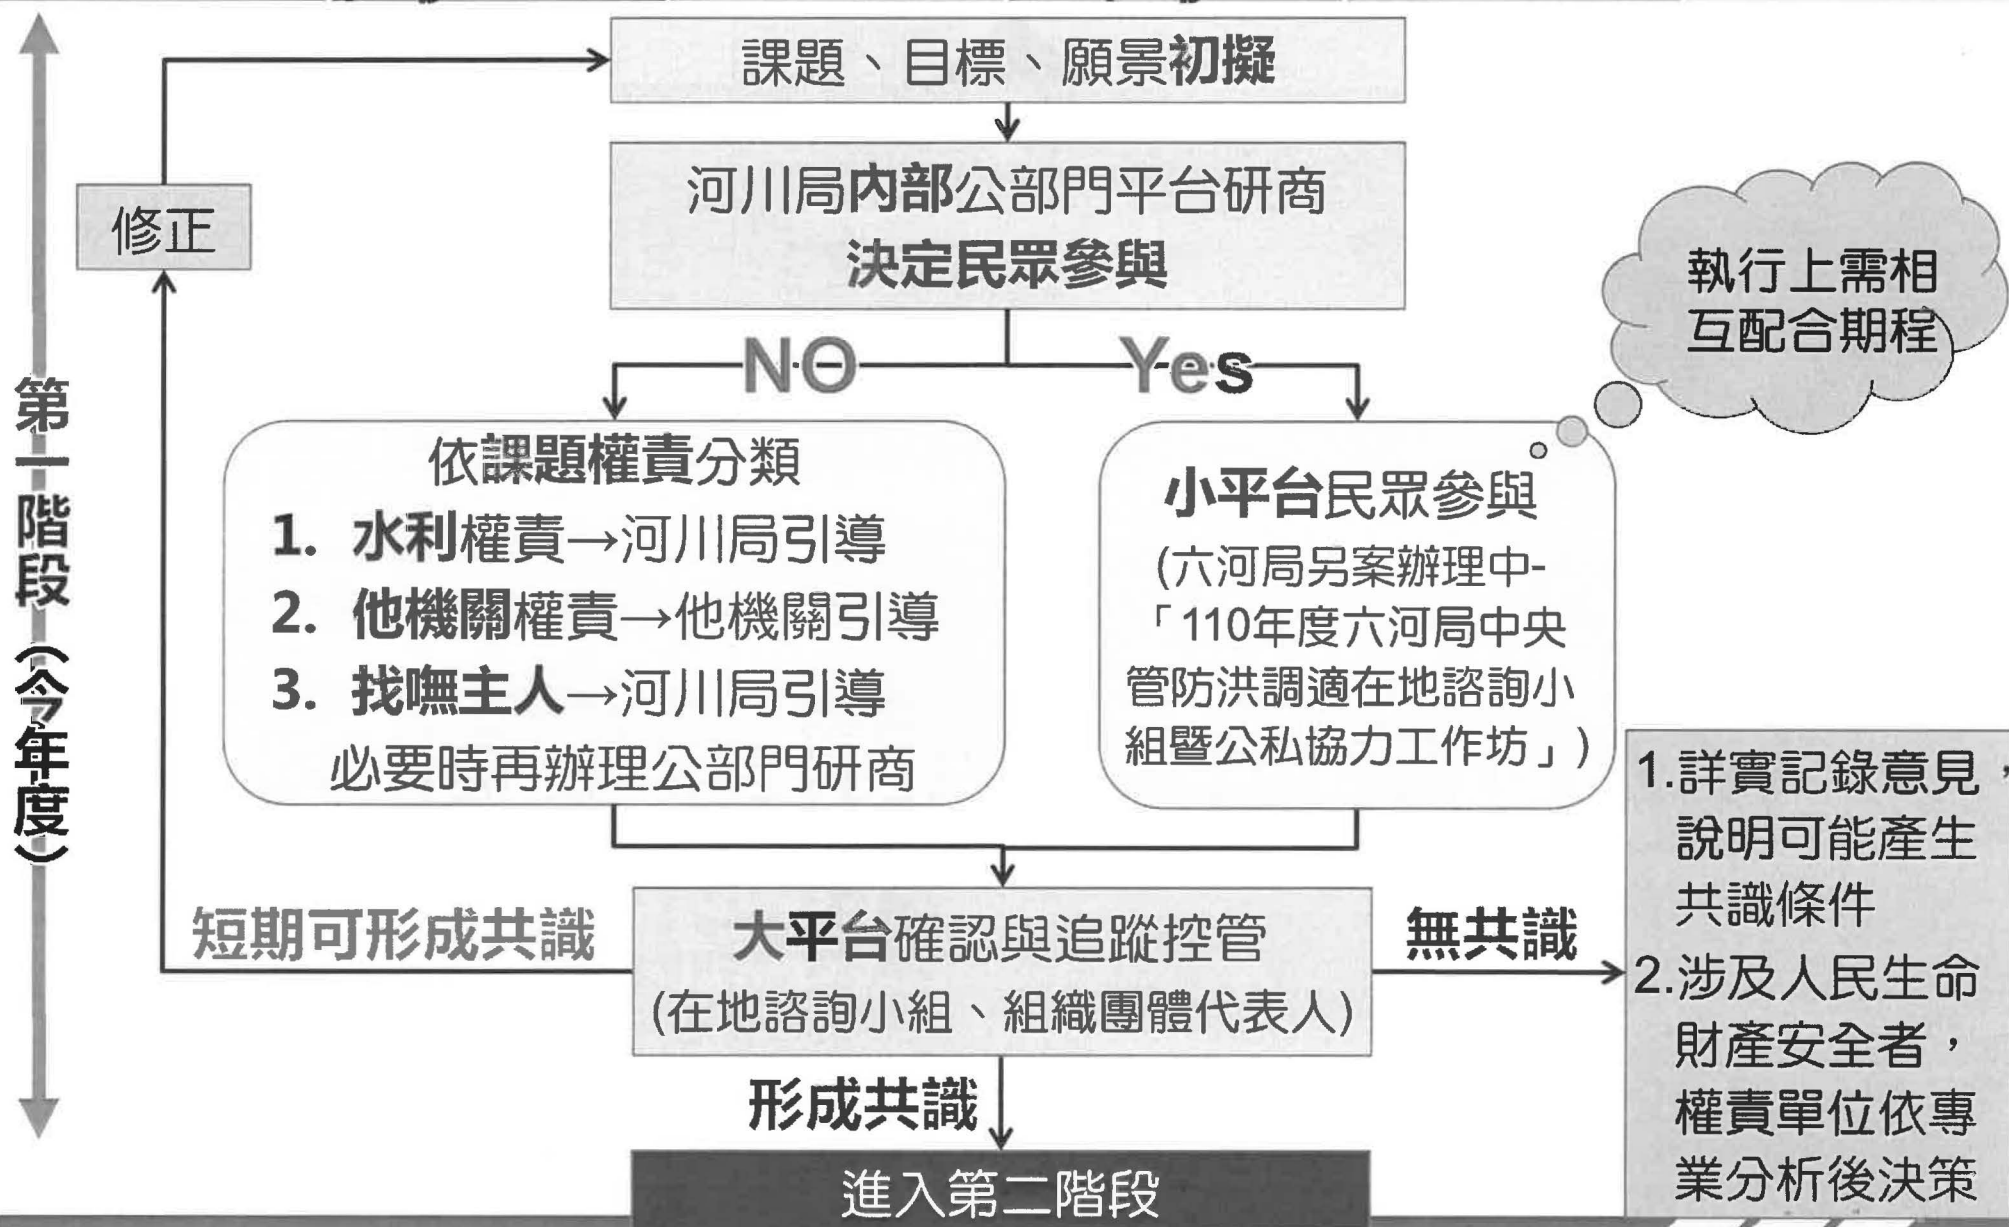 課題、目標、願景初擬
河川局內部公部門平台研商
決定民眾參與
修正
執行上需相
互配合期程
NO
Yes
第一階段（今年度）
依課題權責分類
1. 水利權責→河川局引導
2. 他機關權責→他機關引導
3. 找嘸主人→河川局引導
必要時再辦理公部門研商
小平台民眾參與
(六河局另案辦理中-
「110年度六河局中央
管防洪調適在地諮詢小
組暨公私協力工作坊」)
短期可形成共識
大平台確認與追蹤控管
(在地諮詢小組、組織團體代表人)
無共識
1.詳實記錄意見，
說明可能產生
共識條件
2.涉及人民生命
財產安全者，
權責單位依專
業分析後決策
形成共識
進入第二階段